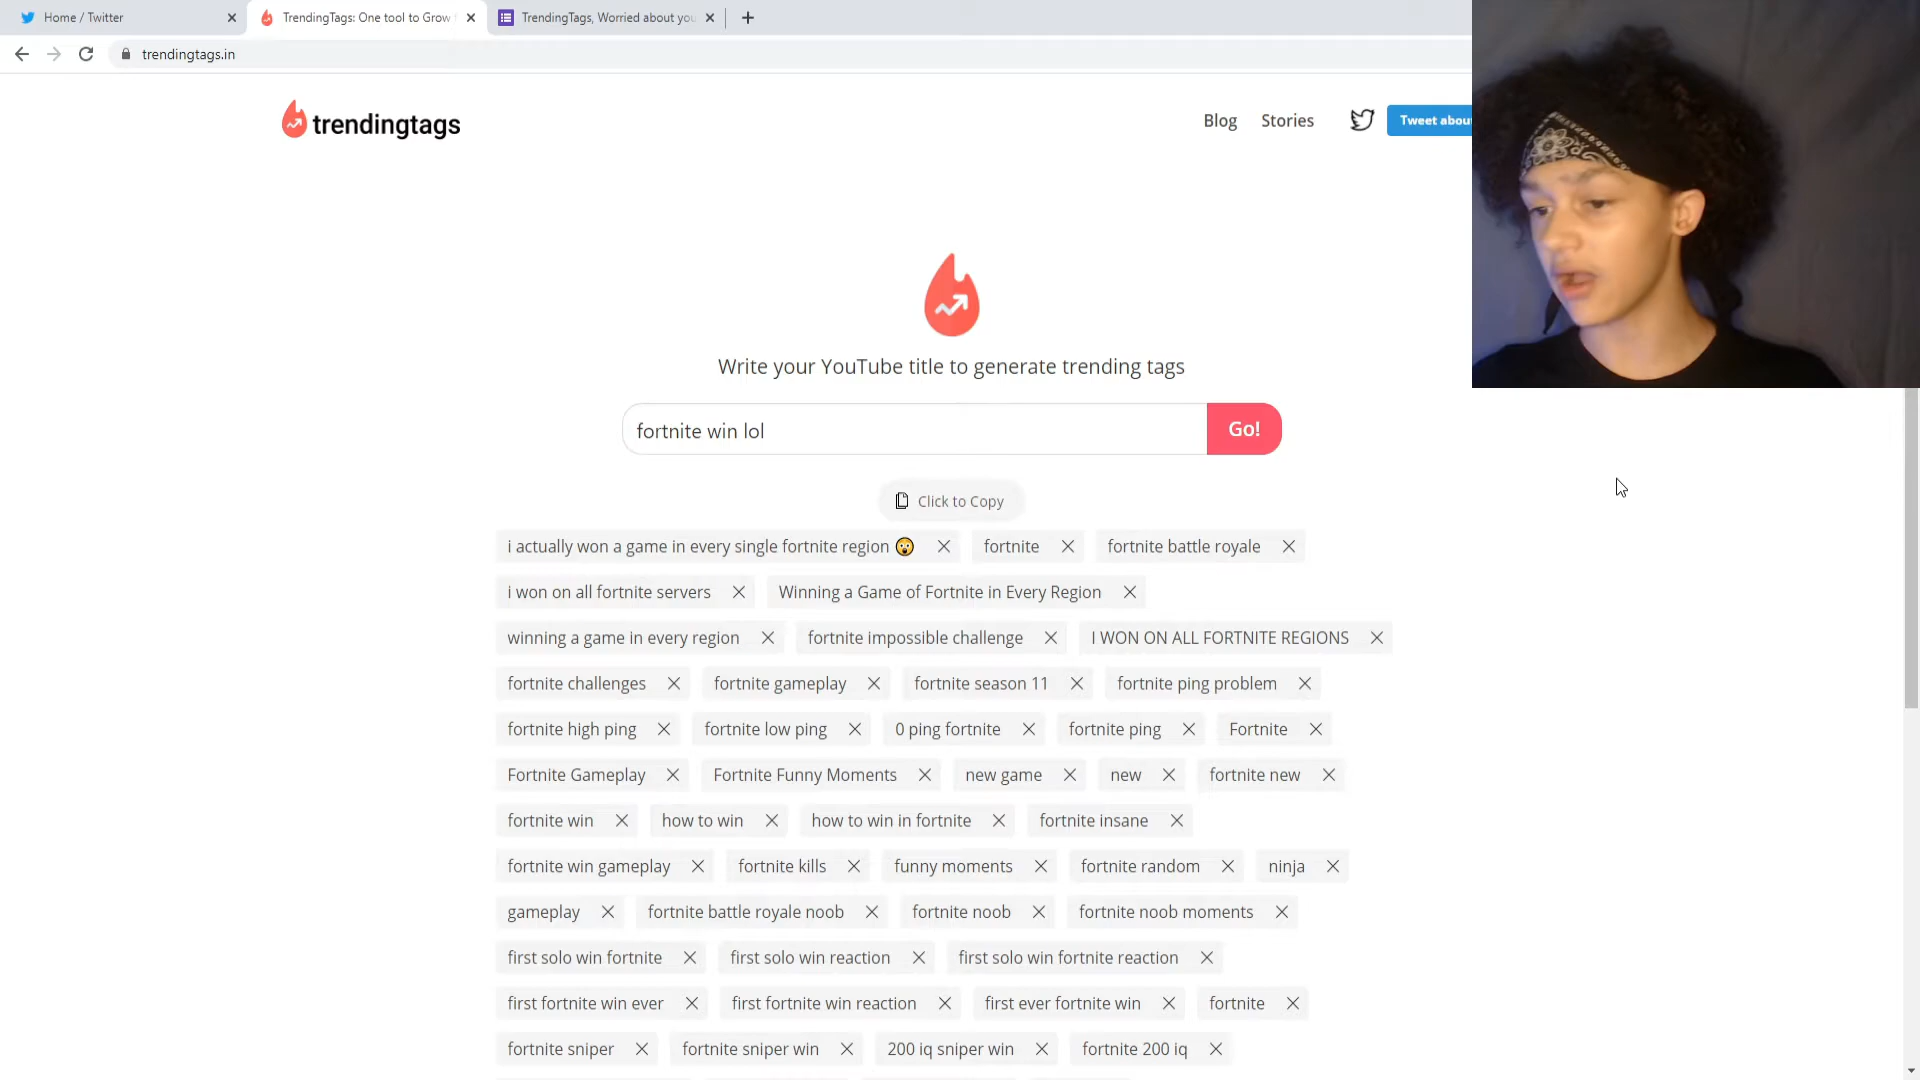 Home / Twitter
TrendingTags: One tool to Grow
TrendingTags, Worried about you
trendingtags.in
trendingtags
Blog
Stories
Tweet about
Write your YouTube title to generate trending tags
fortnite win lol
Go!
Click to Copy
i actually won a game in every single fortnite region 😲 fortnite fortnite battle royale
i won on all fortnite servers Winning a Game of Fortnite in Every Region
winning a game in every region fortnite impossible challenge I WON ON ALL FORTNITE REGIONS
fortnite challenges fortnite gameplay fortnite season 11 fortnite ping problem
fortnite high ping fortnite low ping 0 ping fortnite fortnite ping Fortnite
Fortnite Gameplay Fortnite Funny Moments new game new fortnite new
fortnite win how to win how to win in fortnite fortnite insane
fortnite win gameplay fortnite kills funny moments fortnite random ninja
gameplay fortnite battle royale noob fortnite noob fortnite noob moments
first solo win fortnite first solo win reaction first solo win fortnite reaction
first fortnite win ever first fortnite win reaction first ever fortnite win fortnite
fortnite sniper fortnite sniper win 200 iq sniper win fortnite 200 iq